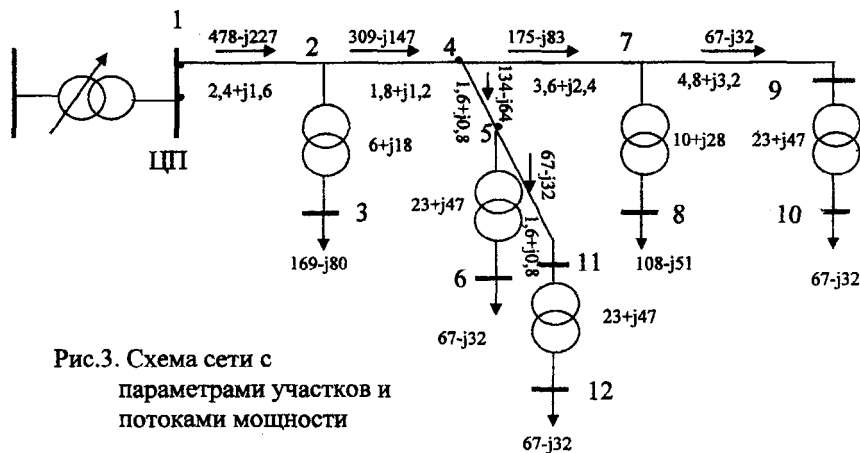 1
478-j227
2
309-j147
4
175-j83
7
67-j32
2,4+j1,6
1,8+j1,2
134-j64
1,6+j0,8
3,6+j2,4
4,8+j3,2
9
ЦП
6+j18
5
67-j32
10+j28
23+j47
3
23+j47
1,6+j0,8
8
10
169-j80
6
11
108-j51
67-j32
67-j32
23+j47
12
67-j32
Рис.3. Схема сети с
параметрами участков и
потоками мощности